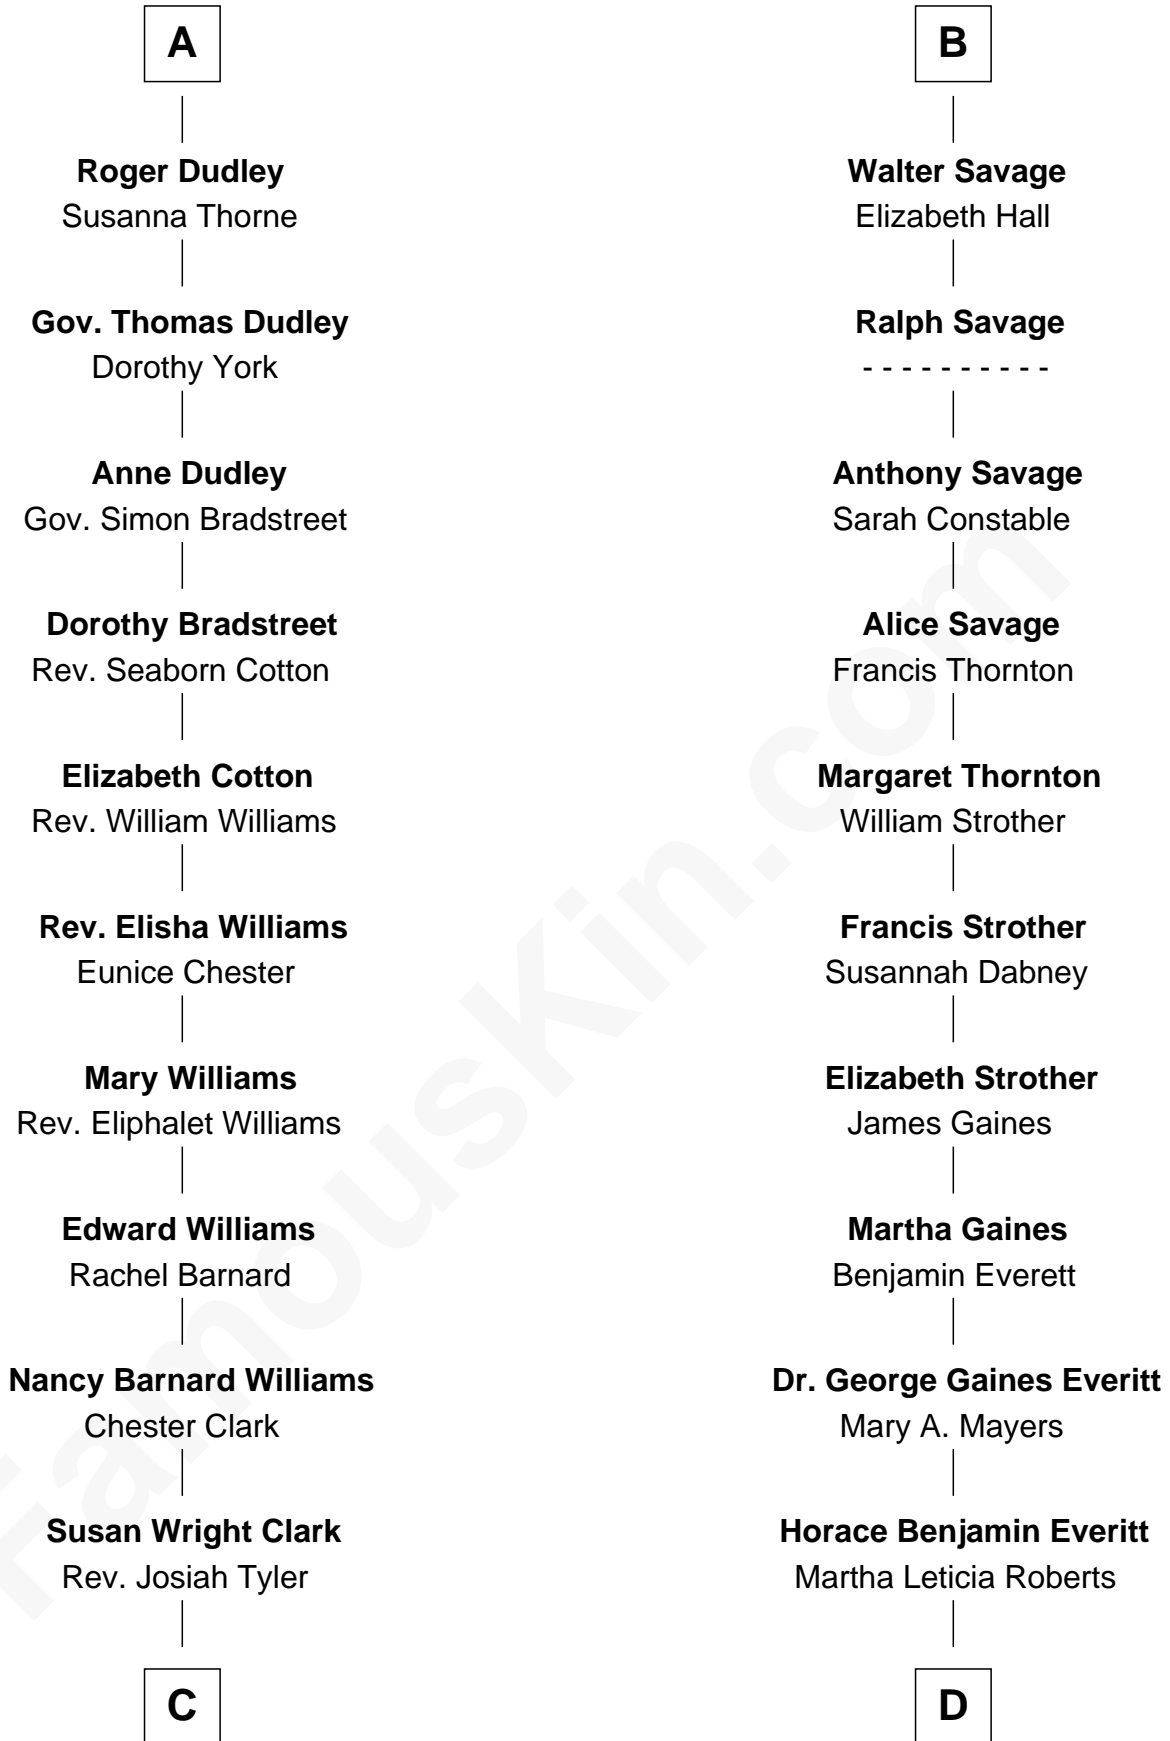 A
Roger Dudley
Susanna Thorne
Gov. Thomas Dudley
Dorothy York
Anne Dudley
Gov. Simon Bradstreet
Dorothy Bradstreet
Rev. Seaborn Cotton
Elizabeth Cotton
Rev. William Williams
Rev. Elisha Williams
Eunice Chester
Mary Williams
Rev. Eliphalet Williams
Edward Williams
Rachel Barnard
Nancy Barnard Williams
Chester Clark
Susan Wright Clark
Rev. Josiah Tyler
C
B
Walter Savage
Elizabeth Hall
Ralph Savage
- - - - - - - - - -
Anthony Savage
Sarah Constable
Alice Savage
Francis Thornton
Margaret Thornton
William Strother
Francis Strother
Susannah Dabney
Elizabeth Strother
James Gaines
Martha Gaines
Benjamin Everett
Dr. George Gaines Everitt
Mary A. Mayers
Horace Benjamin Everitt
Martha Leticia Roberts
D
FamousKin.com